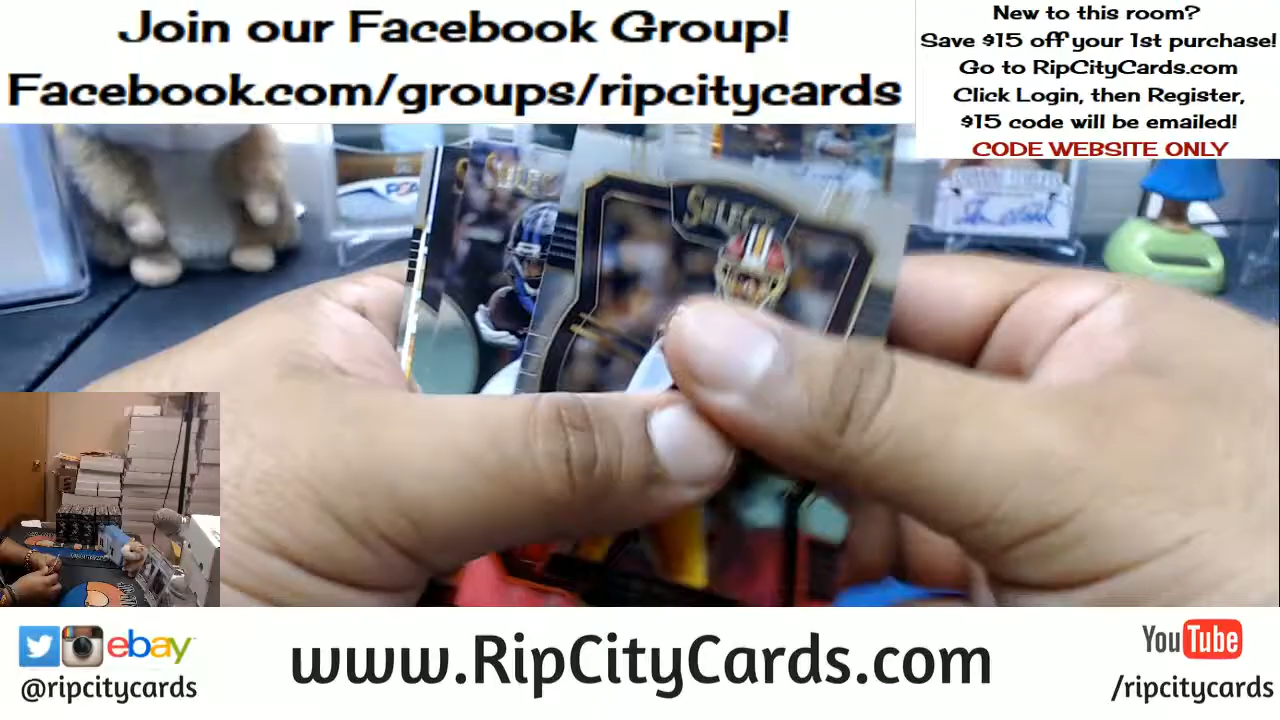 Join our Facebook Group!
Facebook.com/groups/ripcitycards
New to this room?
Save $15 off your 1st purchase!
Go to RipCityCards.com
Click Login, then Register,
$15 code will be emailed!
CODE WEBSITE ONLY
SELECT
SELECT
ebay
@ripcitycards
www.RipCityCards.com
YouTube
/ripcitycards